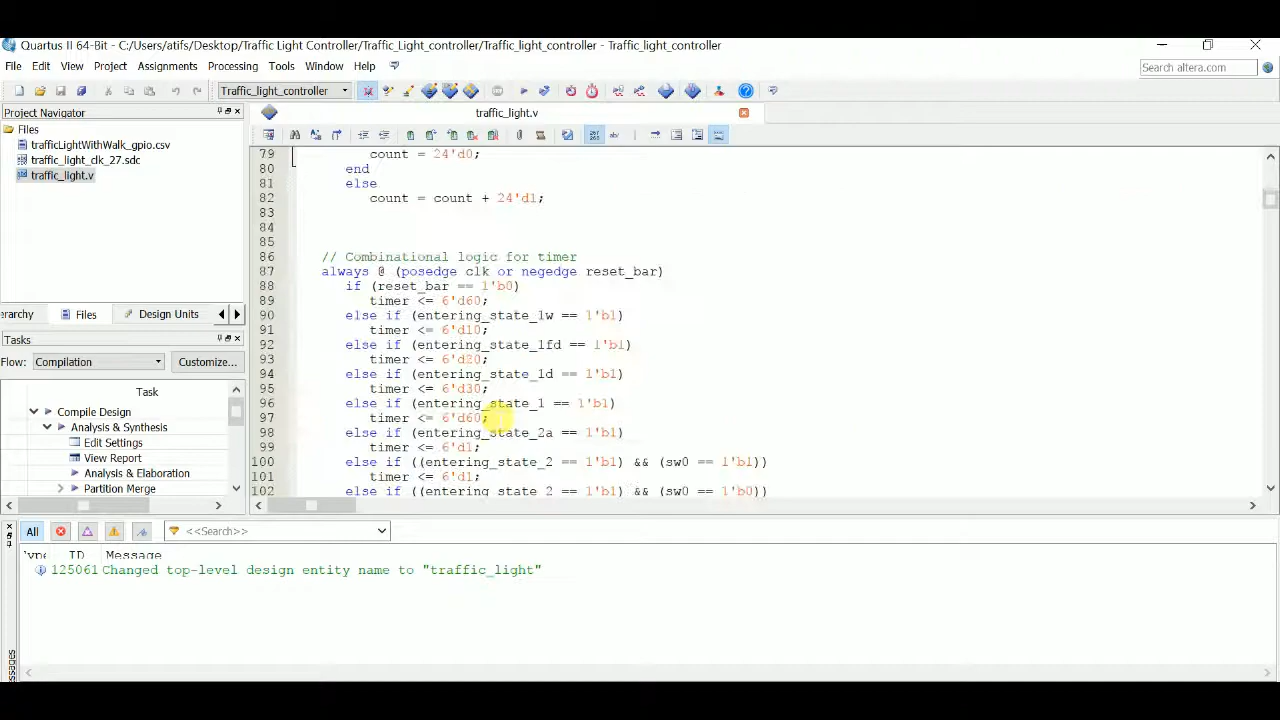 Quartus II 64-Bit - C:/Users/atifs/Desktop/Traffic Light Controller/Traffic_Light_controller/Traffic_light_controller - Traffic_light_controller
File Edit View Project Assignments Processing Tools Window Help
Search altera.com
Traffic_light_controller
Project Navigator
traffic_light.v
Files
trafficLightWithWalk_gpio.csv
traffic_light_clk_27.sdc
traffic_light.v
erarchy Files Design Units
Tasks
Flow: Compilation Customize...
Task
Compile Design
Analysis & Synthesis
Edit Settings
View Report
Analysis & Elaboration
Partition Merge
79 count = 24'd0;
80 end
81 else
82 count = count + 24'd1;
83
84
85
86 // Combinational logic for timer
87 always @ (posedge clk or negedge reset_bar)
88 if (reset_bar == 1'b0)
89 timer <= 6'd60;
90 else if (entering_state_1w == 1'b1)
91 timer <= 6'd10;
92 else if (entering_state_1fd == 1'b1)
93 timer <= 6'd20;
94 else if (entering_state_1d == 1'b1)
95 timer <= 6'd30;
96 else if (entering_state_1 == 1'b1)
97 timer <= 6'd60;
98 else if (entering_state_2a == 1'b1)
99 timer <= 6'd1;
100 else if ((entering_state_2 == 1'b1) && (sw0 == 1'b1))
101 timer <= 6'd1;
102 else if ((entering_state_2 == 1'b1) && (sw0 == 1'b0))
All <<Search>>
Type ID Message
125061 Changed top-level design entity name to "traffic_light"
Messages